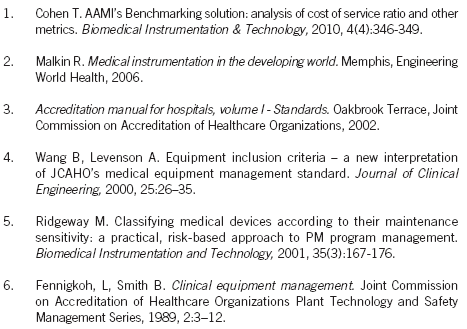 1. Cohen T. AAMI's Benchmarking solution: analysis of cost of service ratio and other
metrics. Biomedical Instrumentation & Technology, 2010, 4(4):346-349.
2. Malkin R. Medical instrumentation in the developing world. Memphis, Engineering
World Health, 2006.
3. Accreditation manual for hospitals, volume I - Standards. Oakbrook Terrace, Joint
Commission on Accreditation of Healthcare Organizations, 2002.
4. Wang B, Levenson A. Equipment inclusion criteria – a new interpretation
of JCAHO's medical equipment management standard. Journal of Clinical
Engineering, 2000, 25:26–35.
5. Ridgeway M. Classifying medical devices according to their maintenance
sensitivity: a practical, risk-based approach to PM program management.
Biomedical Instrumentation and Technology, 2001, 35(3):167-176.
6. Fennigkoh, L, Smith B. Clinical equipment management. Joint Commission
on Accreditation of Healthcare Organizations Plant Technology and Safety
Management Series, 1989, 2:3–12.